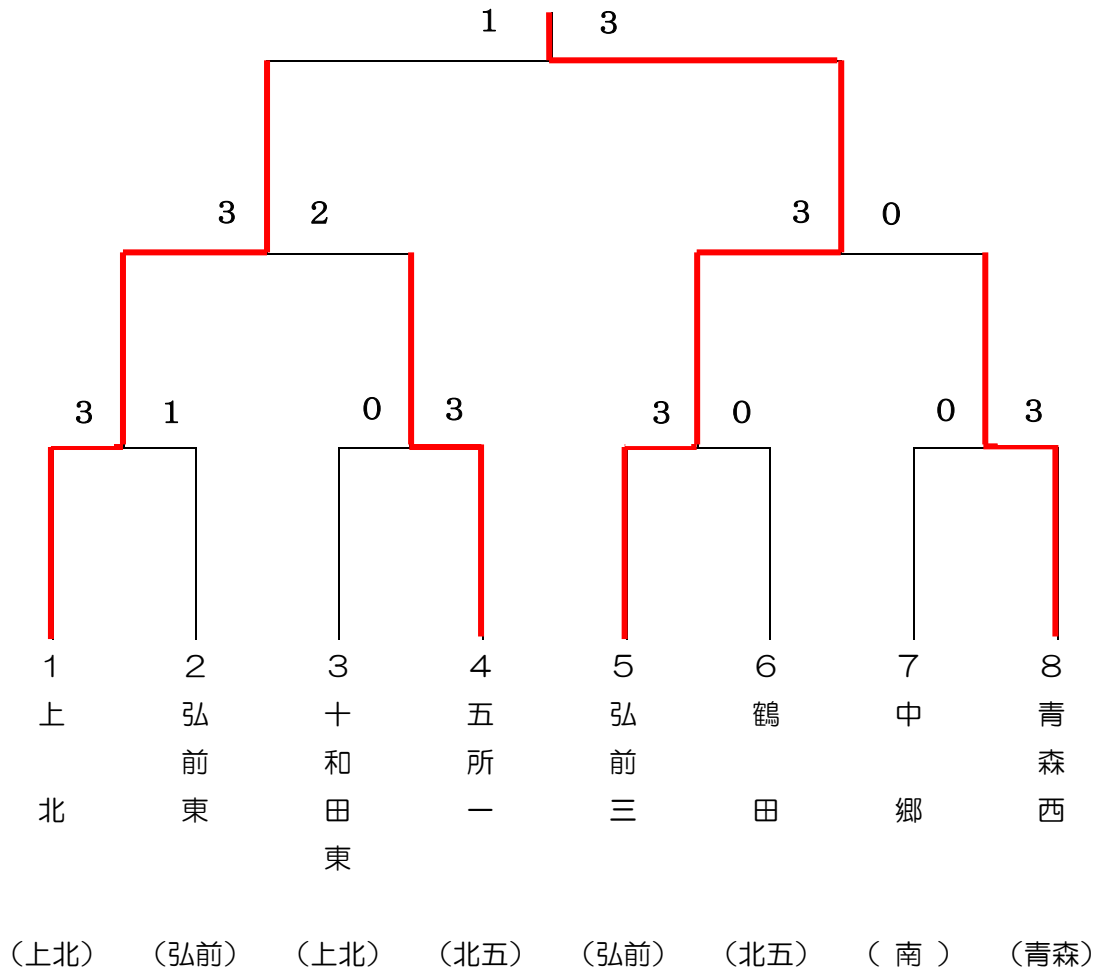 1 3
3 2 3 0
3 1 0 3 3 0 0 3
1 2 3 4 5 6 7 8
上北 弘前東 十和田東 五所一 弘前三 鶴田 中郷 青森西
（上北） （弘前） （上北） （北五） （弘前） （北五） （ 南 ） （青森）